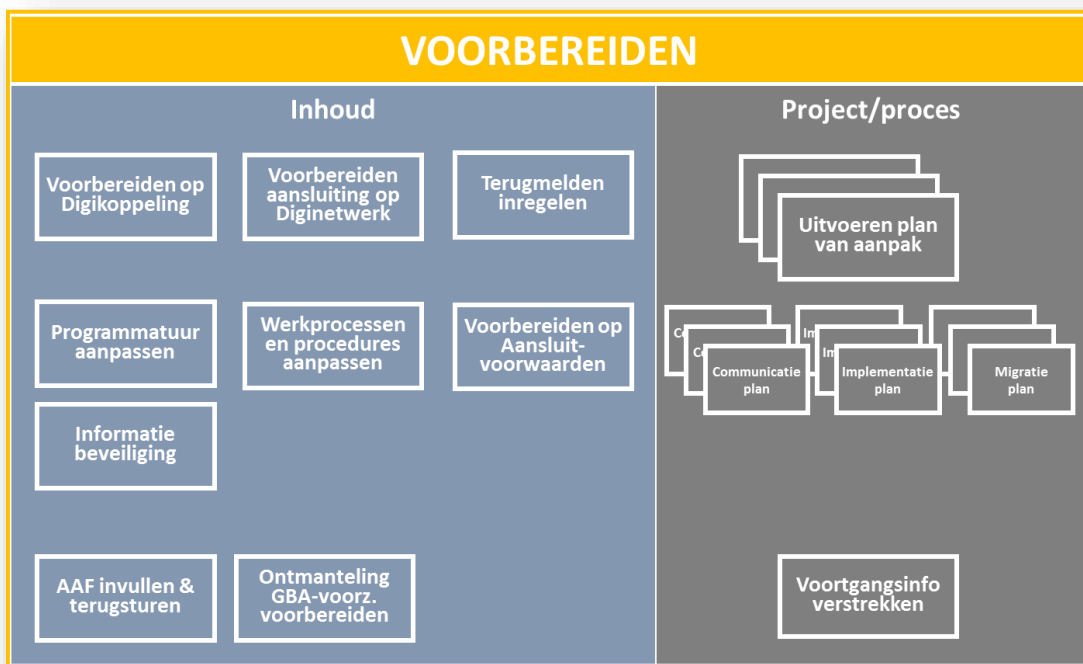 VOORBEREIDEN
Inhoud
Voorbereiden op
Digikoppeling
Voorbereiden
aansluiting op
Diginetwerk
Terugmelden
inregelen
Programmatuur
aanpassen
Werkprocessen
en procedures
aanpassen
Voorbereiden op
Aansluit-
voorwaarden
Informatie
beveiliging
AAF invullen &
terugsturen
Ontmanteling
GBA-voorz.
voorbereiden
Project/proces
Uitvoeren plan
van aanpak
Communicatie
plan
Implementatie
plan
Migratie
plan
Voortgangsinfo
verstrekken